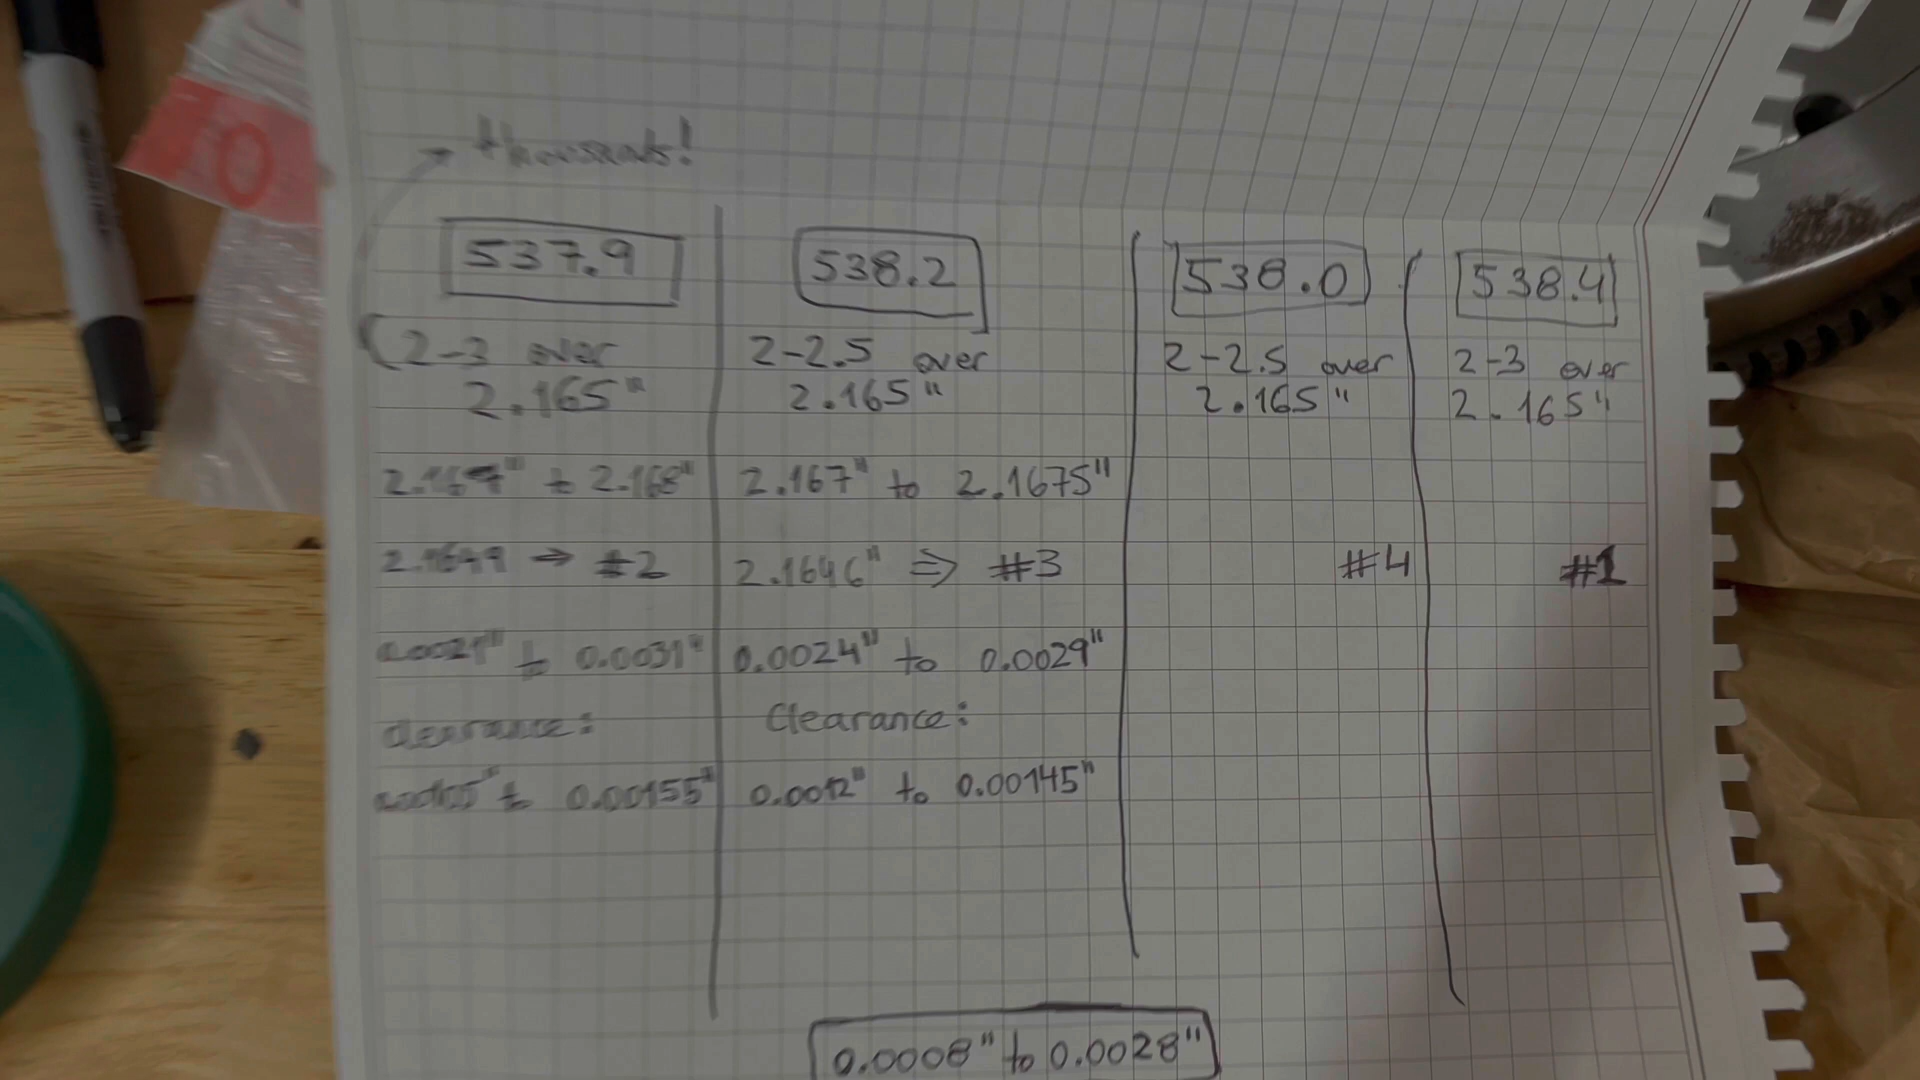 thousands!
537.9 538.2 538.0 538.4
(2-3 over 2-2.5 over 2-2.5 over 2-3 over
2.165" 2.165" 2.165" 2.165"
2.167" to 2.168" 2.167" to 2.1675"
2.1649 → #2 2.1646" ⇒ #3 #4 #1
0.0021" to 0.0031" 0.0024" to 0.0029"
clearance: Clearance:
to 0.00155" 0.0012" to 0.00145"
0.0008" to 0.0028"